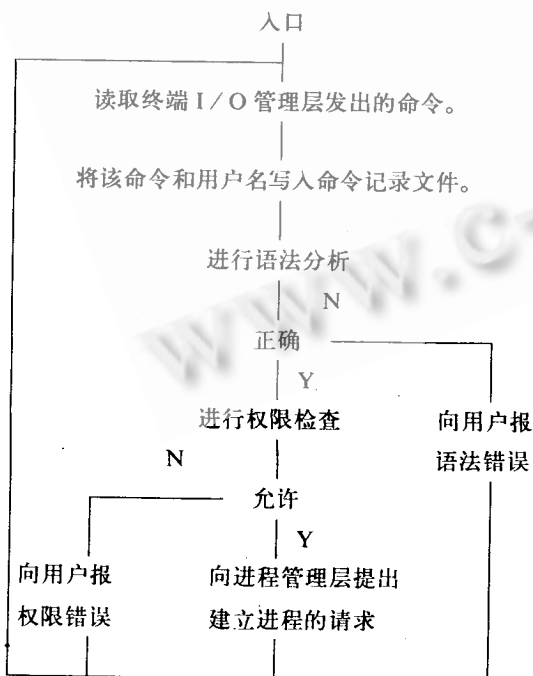 入口
读取终端 I/O 管理层发出的命令。
将该命令和用户名写入命令记录文件。
进行语法分析
N
正确
Y
进行权限检查
向用户报
语法错误
N
允许
Y
向用户报
权限错误
向进程管理层提出
建立进程的请求
www.c-